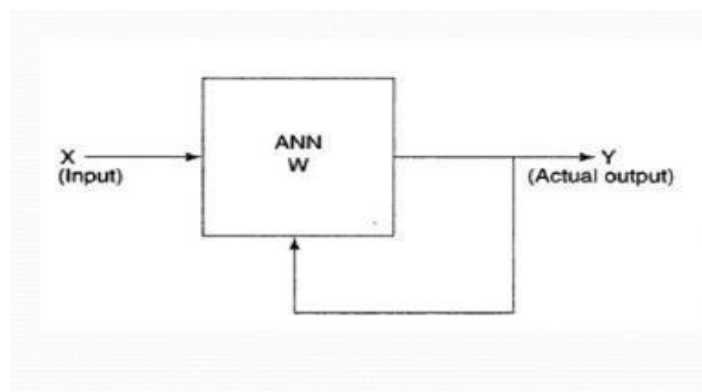 ANN
W
X
(Input)
Y
(Actual output)